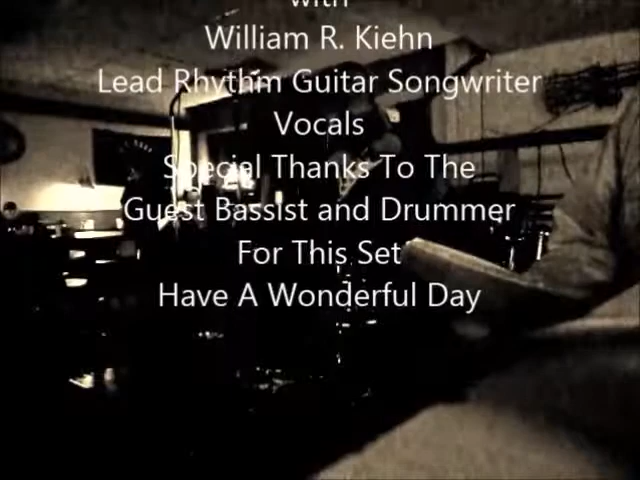 with
William R. Kiehn
Lead Rhythm Guitar Songwriter
Vocals
Special Thanks To The
Guest Bassist and Drummer
For This Set
Have A Wonderful Day